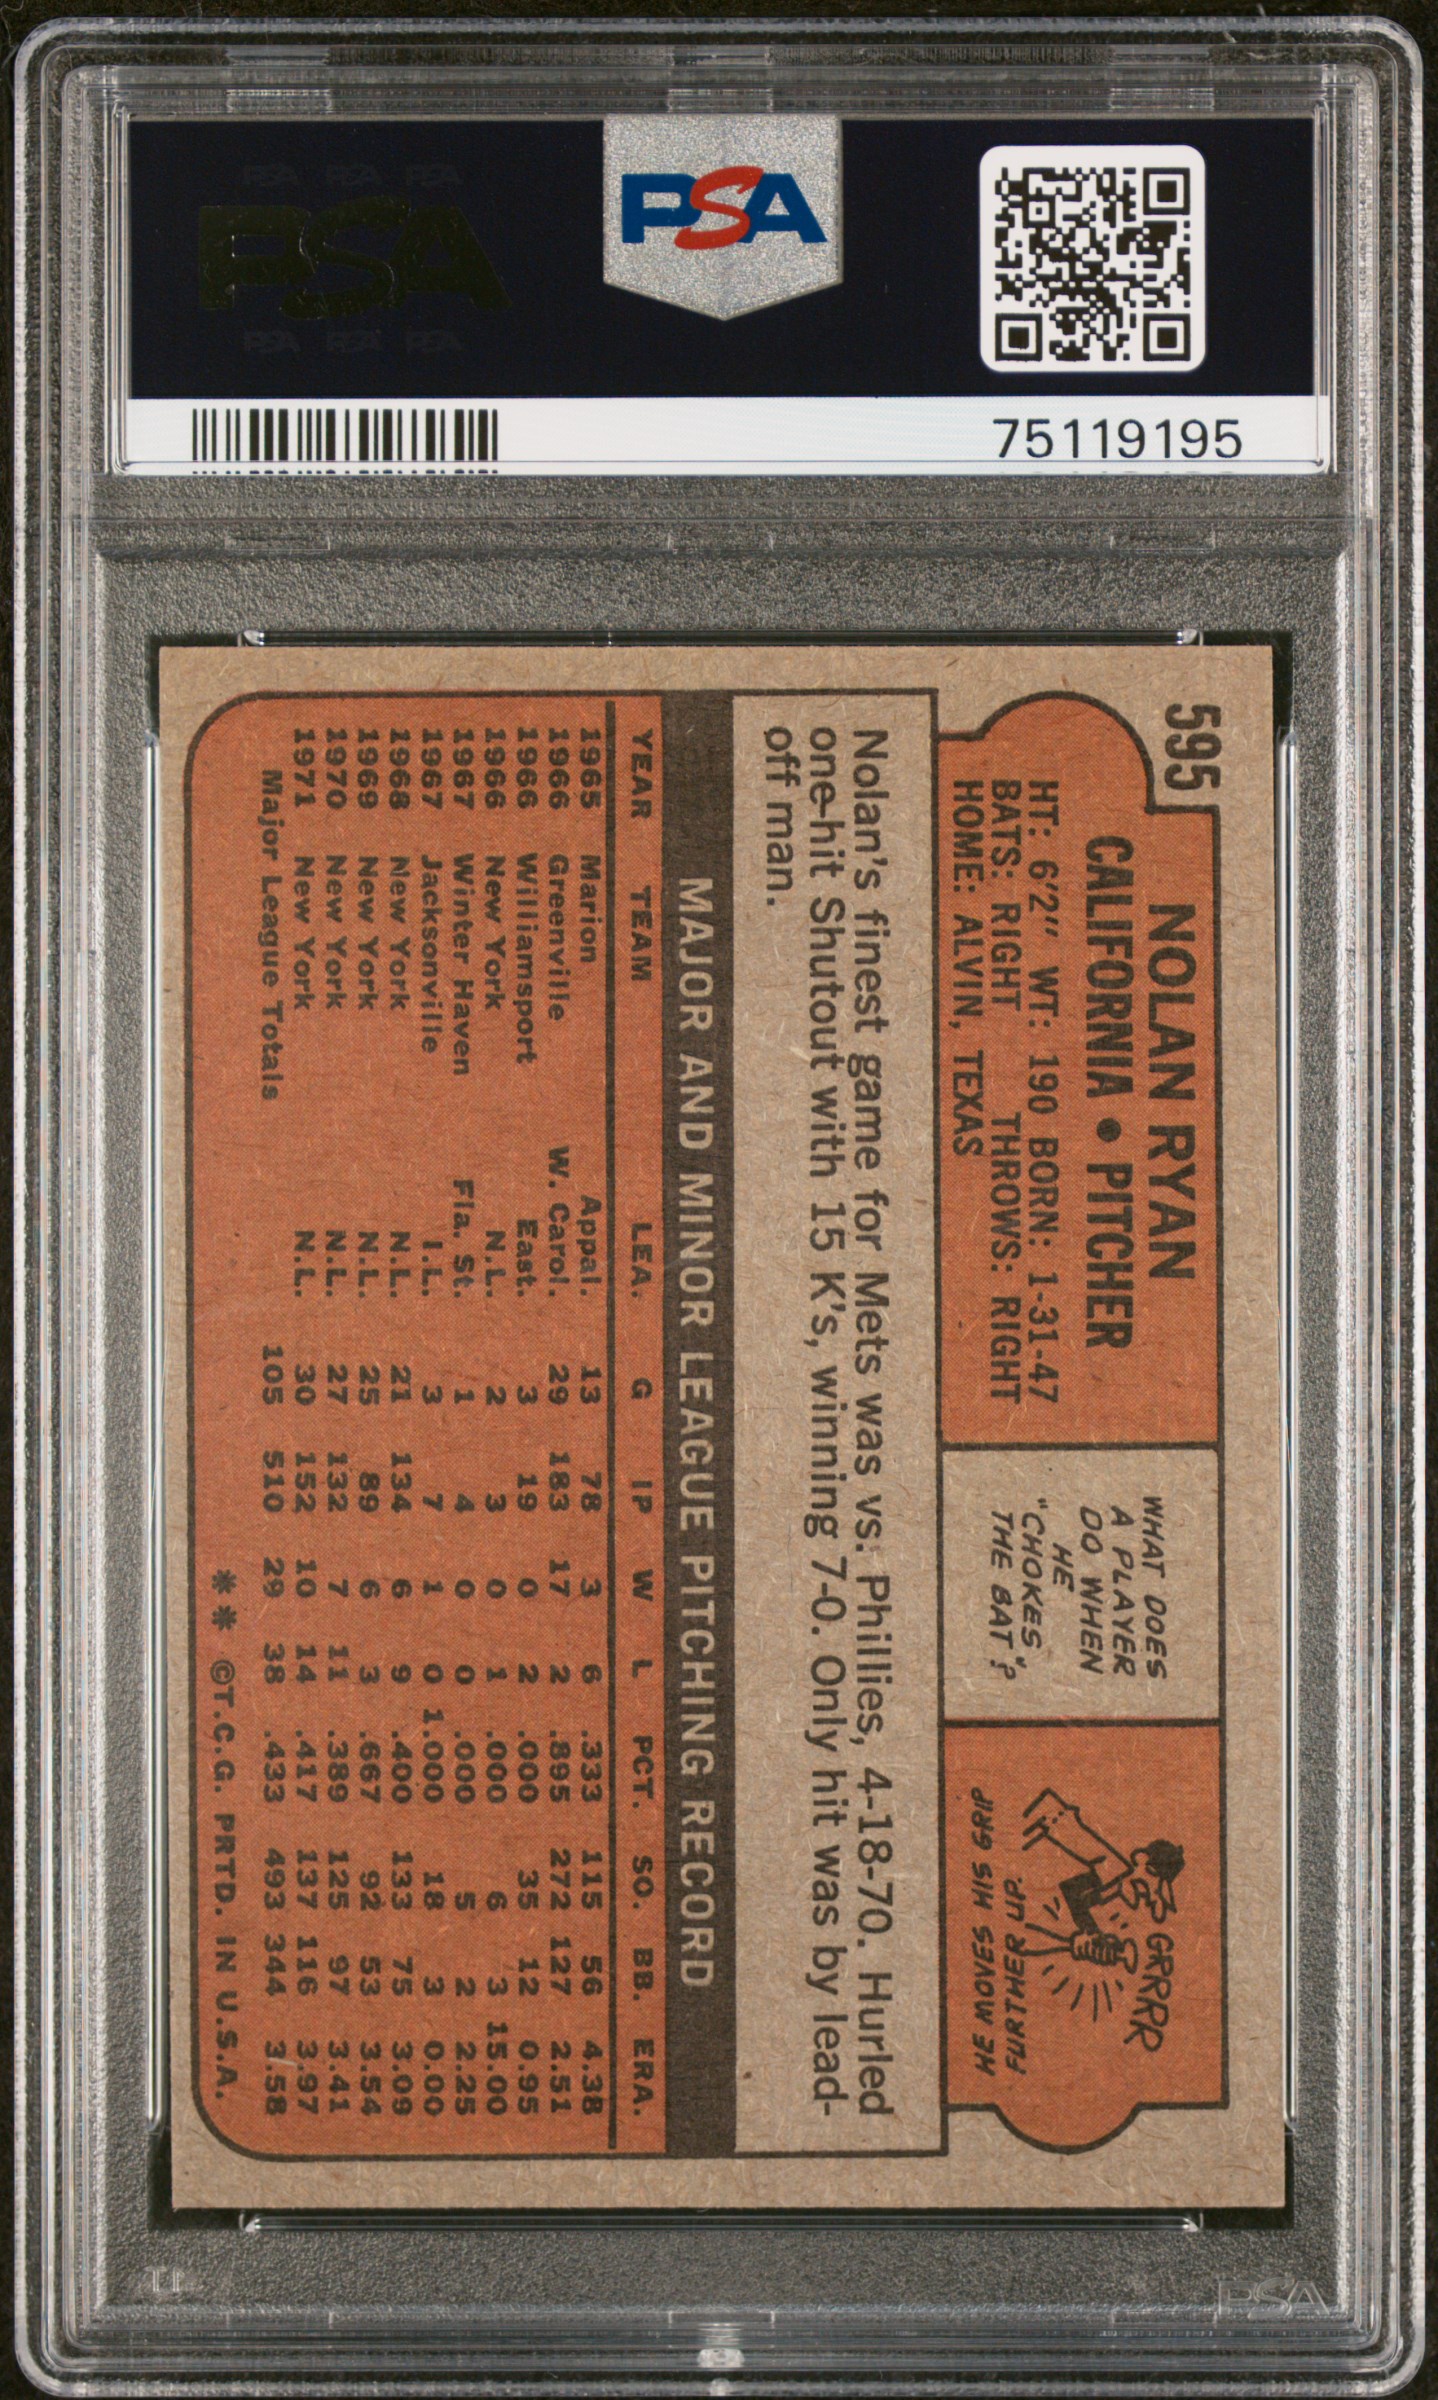 PSA PSA PSA
PSA
PSA PSA PSA
PSA
75119195
595
NOLAN RYAN
CALIFORNIA • PITCHER
HT: 6'2" WT: 190 BORN: 1-31-47
BATS: RIGHT THROWS: RIGHT
HOME: ALVIN, TEXAS
WHAT DOES
A PLAYER
DO WHEN
HE
"CHOKES
THE BAT"?
GRRRR
HE MOVES HIS GRIP
FURTHER UP.
Nolan's finest game for Mets was vs: Phillies, 4-18-70. Hurled
one-hit Shutout with 15 K's, winning 7-0. Only hit was by lead-
off man.
MAJOR AND MINOR LEAGUE PITCHING RECORD
YEAR TEAM LEA. G IP W L PCT. SO. BB. ERA.
1965 Marion Appal. 13 78 3 6 .333 115 56 4.38
1966 Greenville W. Carol. 29 183 17 2 .895 272 127 2.51
1966 Williamsport East. 3 19 0 2 .000 35 12 0.95
1966 New York N.L. 2 3 0 1 .000 6 3 15.00
1967 Winter Haven Fla. St. 1 4 0 0 .000 5 2 2.25
1967 Jacksonville I.L. 3 7 1 0 1.000 18 3 0.00
1968 New York N.L. 21 134 6 9 .400 133 75 3.09
1969 New York N.L. 25 89 6 3 .667 92 53 3.54
1970 New York N.L. 27 132 7 11 .389 125 97 3.41
1971 New York N.L. 30 152 10 14 .417 137 116 3.97
Major League Totals 105 510 29 38 .433 493 344 3.58
** ©T.C.G. PRTD. IN U.S.A.
PSA